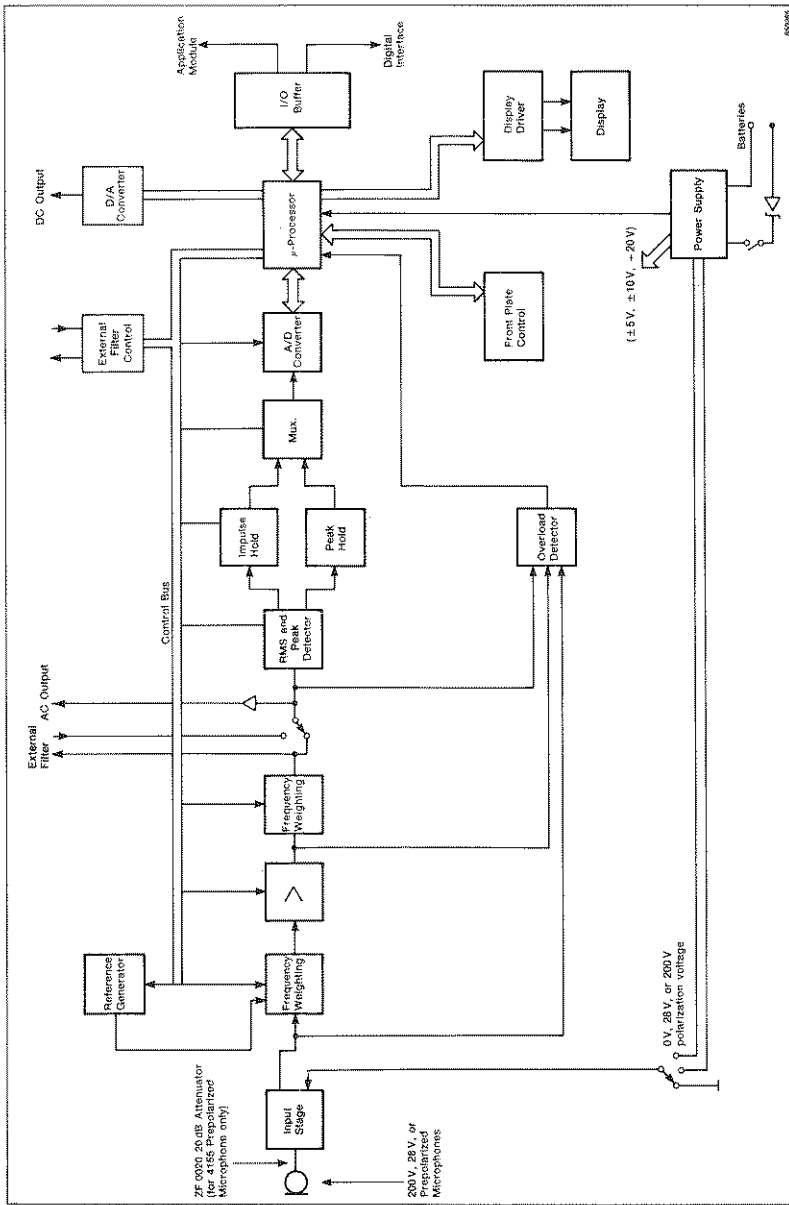 ZF 0020 20 dB Attenuator
(for 4155 Prepolarized
Microphone only)
200 V, 28 V, or
Prepolarized
Microphones
Input
Stage
0 V, 28 V, or 200 V
polarization voltage
Reference
Generator
Frequency
Weighting
>
Frequency
Weighting
External
Filter
AC Output
Control Bus
RMS and
Peak
Detector
Impulse
Hold
Peak
Hold
Overload
Detector
Mux.
External
Filter
Control
A/D
Converter
µ-Processor
Front Plate
Control
DC Output
D/A
Converter
I/O
Buffer
Application
Module
Digital
Interface
Display
Driver
Display
(±5 V, ±10 V, +20 V)
Power Supply
Batteries